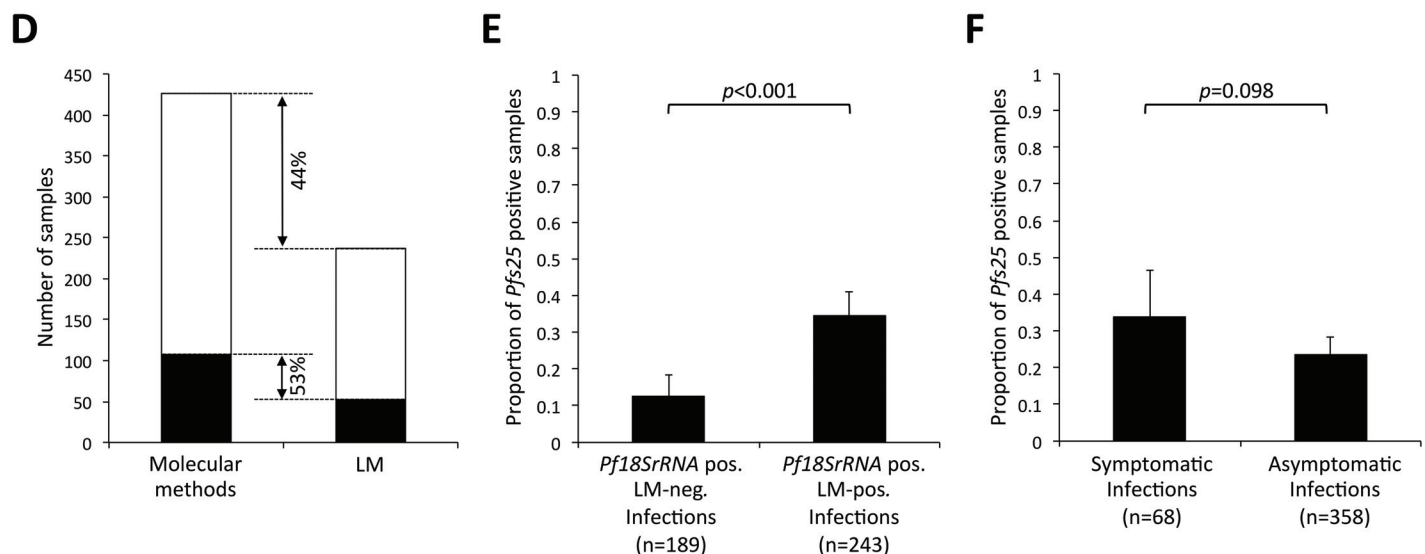 D
Number of samples
450
400
350
300
250
200
150
100
50
0
44%
53%
Molecular
methods
LM
E
Proportion of Pfs25 positive samples
1
0.9
0.8
0.7
0.6
0.5
0.4
0.3
0.2
0.1
0
p<0.001
Pf18SrRNA pos.
LM-neg.
Infections
(n=189)
Pf18SrRNA pos.
LM-pos.
Infections
(n=243)
F
Proportion of Pfs25 positive samples
1
0.9
0.8
0.7
0.6
0.5
0.4
0.3
0.2
0.1
0
p=0.098
Symptomatic
Infections
(n=68)
Asymptomatic
Infections
(n=358)